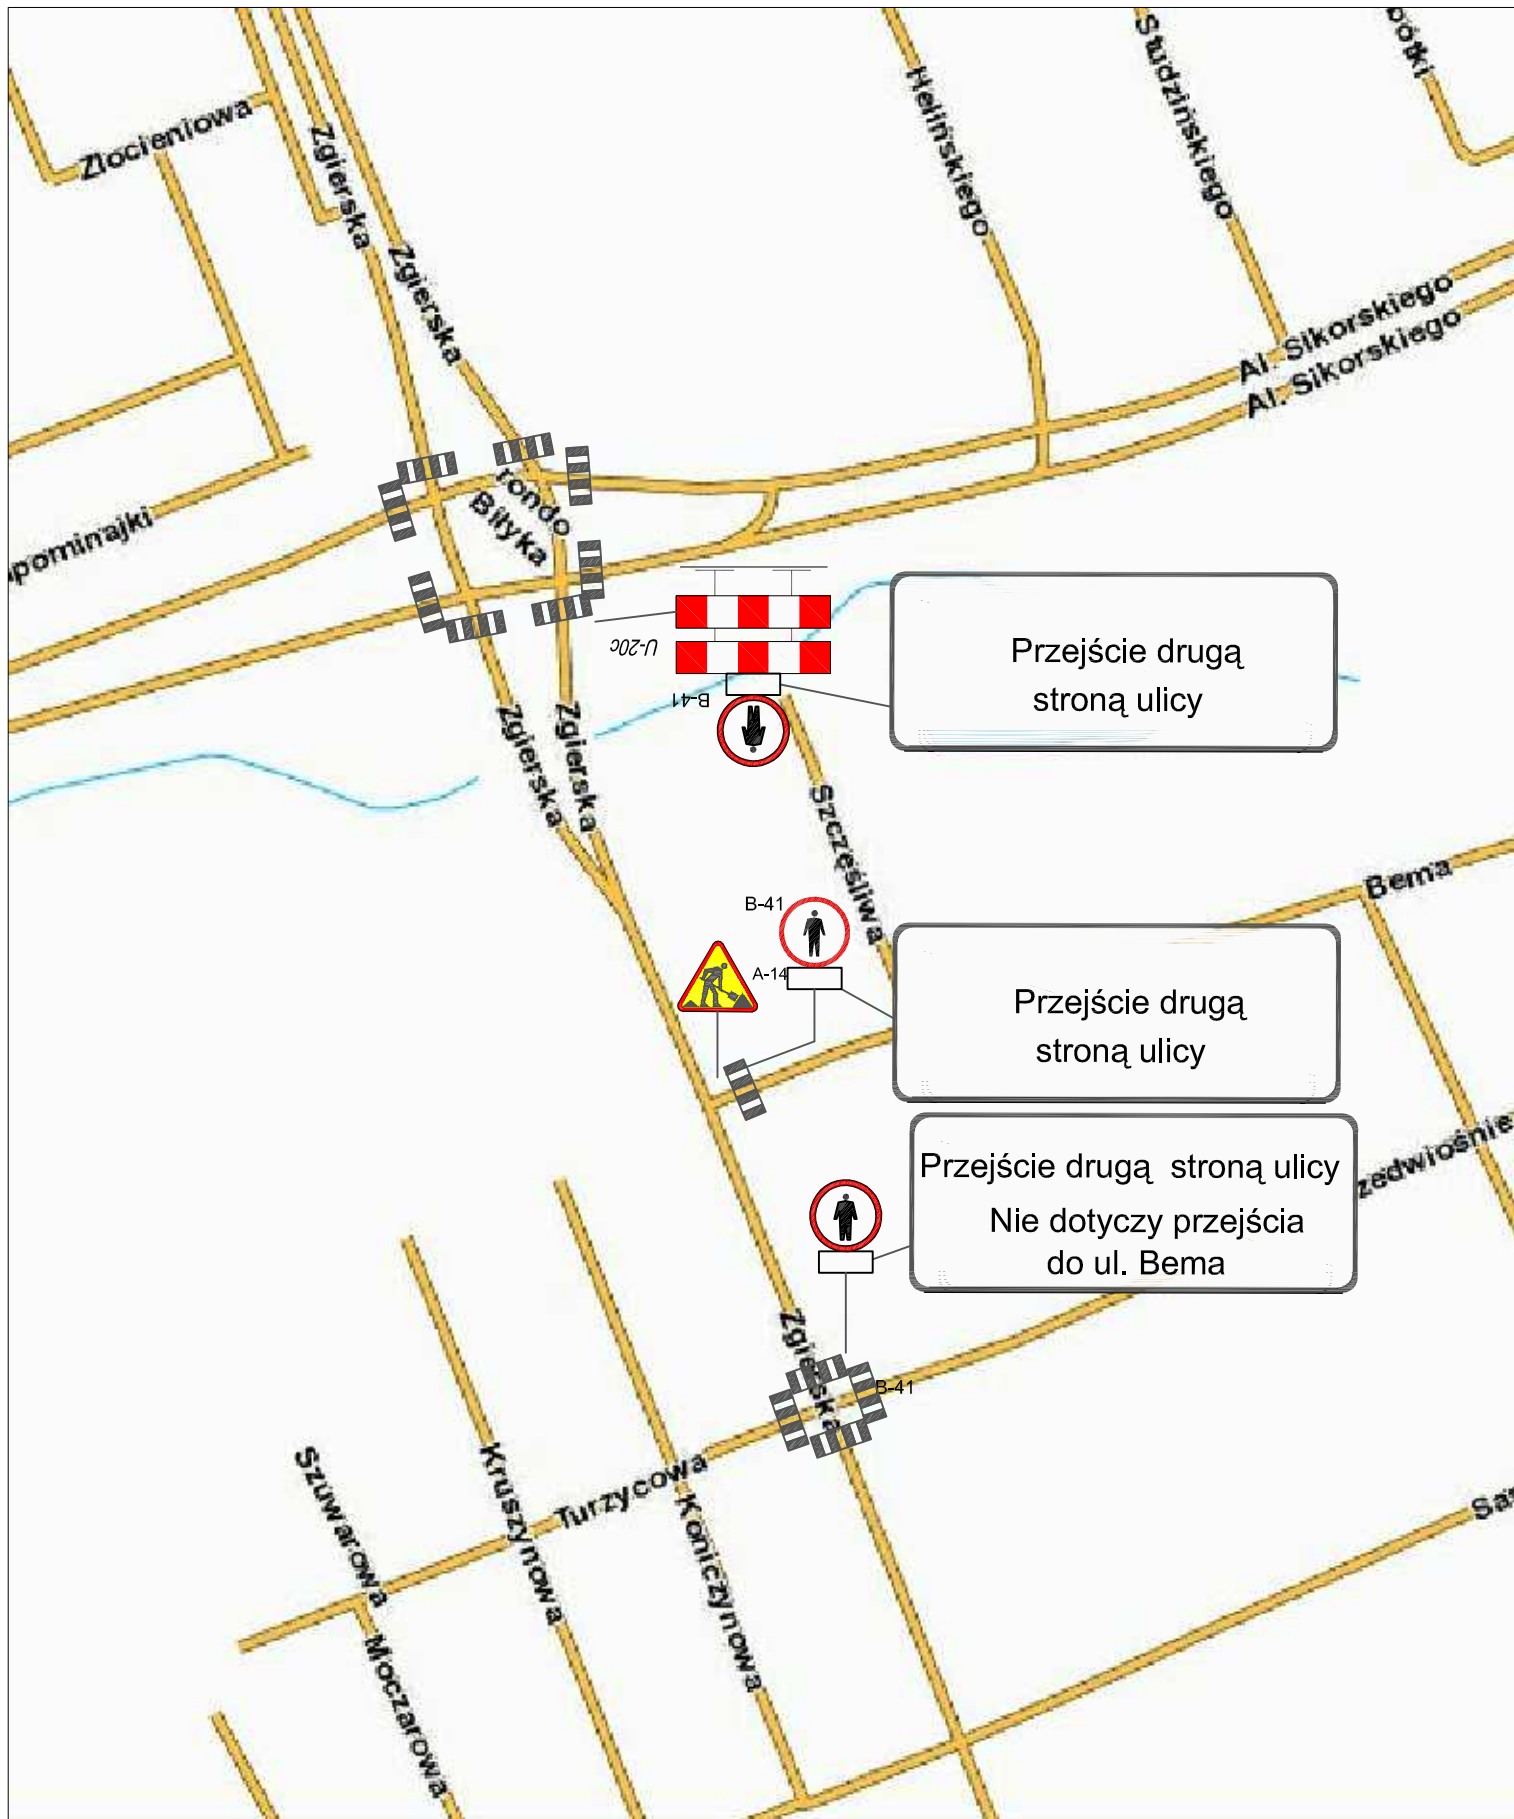 Złocieniowa
Zgierska
Zgierska
Helińskiego
Studzińskiego
Al. Sikorskiego
Al. Sikorskiego
rondo
Biłyka
pominajki
U-20c
B-41
Przejście drugą
stroną ulicy
Zgierska
Zgierska
Szczęśliwa
Bema
B-41
A-14
Przejście drugą
stroną ulicy
Przejście drugą stroną ulicy
Nie dotyczy przejścia
do ul. Bema
zedwiośnie
Zgierska
B-41
Turzycowa
Szuwarowa
Kruszynowa
Koniczynowa
Moczarowa